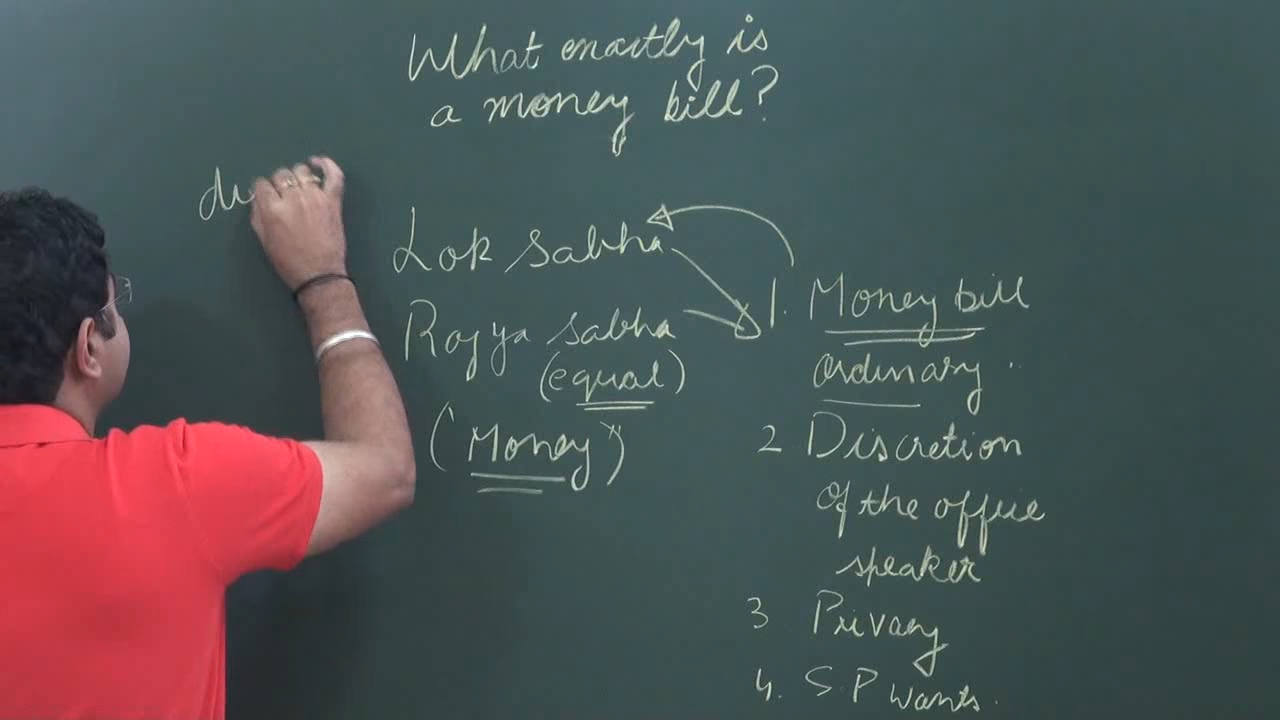 What exactly is
a money bill?
du
Lok Sabha
Rajya Sabha
(equal)
(Money")
1. Money bill
ordinary
2 Discretion
of the office
speaker
3 Privacy
4. S.P wants.